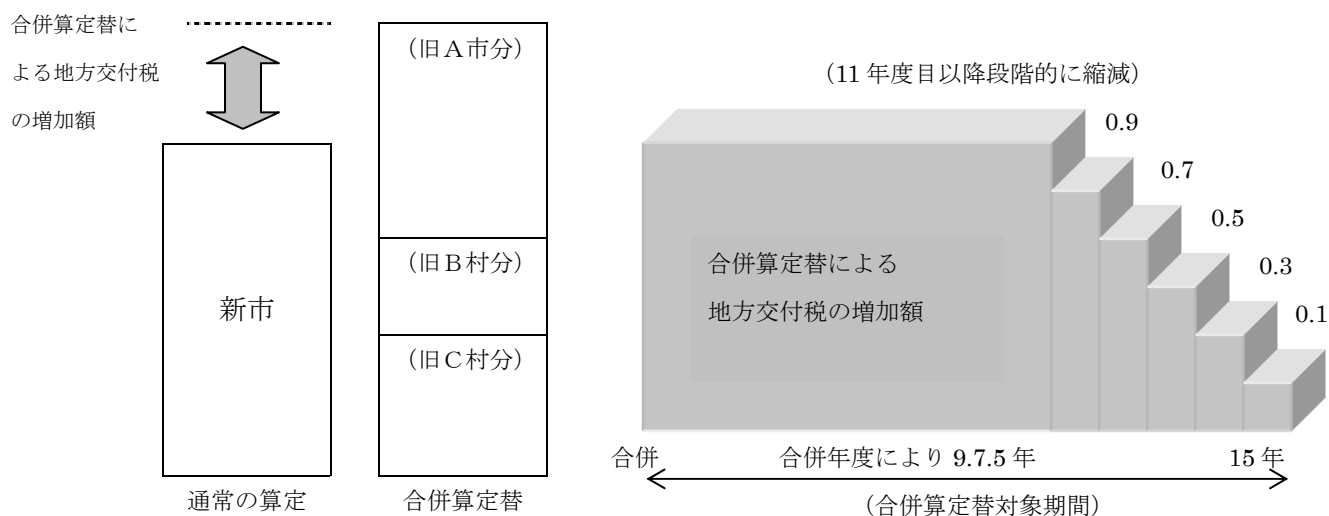 合併算定替に
よる地方交付税
の増加額
(旧A市分)
(旧B村分)
(旧C村分)
新市
通常の算定
合併算定替
(11 年度目以降段階的に縮減)
0.9
0.7
0.5
0.3
0.1
合併算定替による
地方交付税の増加額
合併
合併年度により 9.7.5 年
15 年
(合併算定替対象期間)